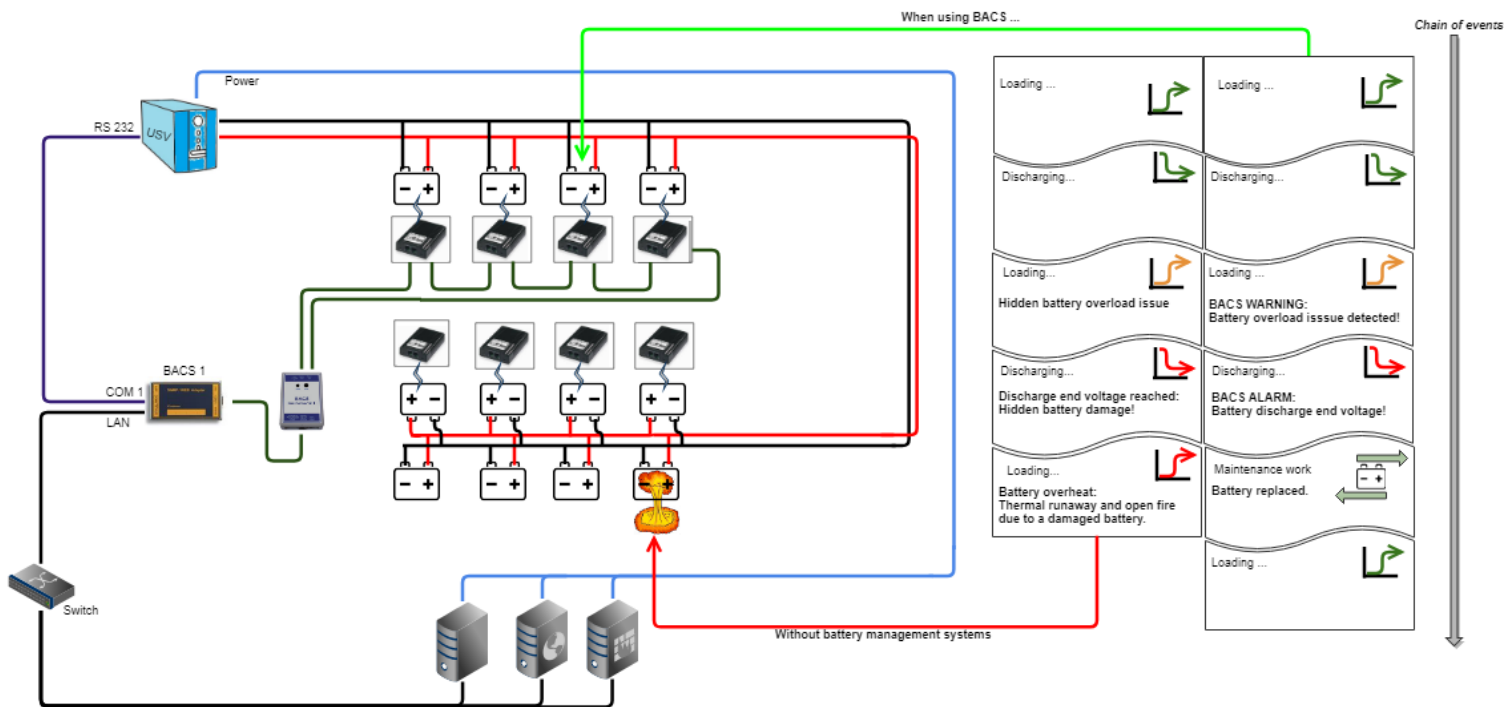 When using BACS ...
Chain of events
Power
RS 232
USV
BACS 1
COM 1
LAN
BACS
Switch
Without battery management systems
Loading ...
Discharging...
Loading...
Hidden battery overload issue
Discharging...
Discharge end voltage reached:
Hidden battery damage!
Loading...
Battery overheat:
Thermal runaway and open fire
due to a damaged battery.
Loading ...
Discharging...
Loading ...
BACS WARNING:
Battery overload isssue detected!
Discharging...
BACS ALARM:
Battery discharge end voltage!
Maintenance work
Battery replaced.
Loading ...